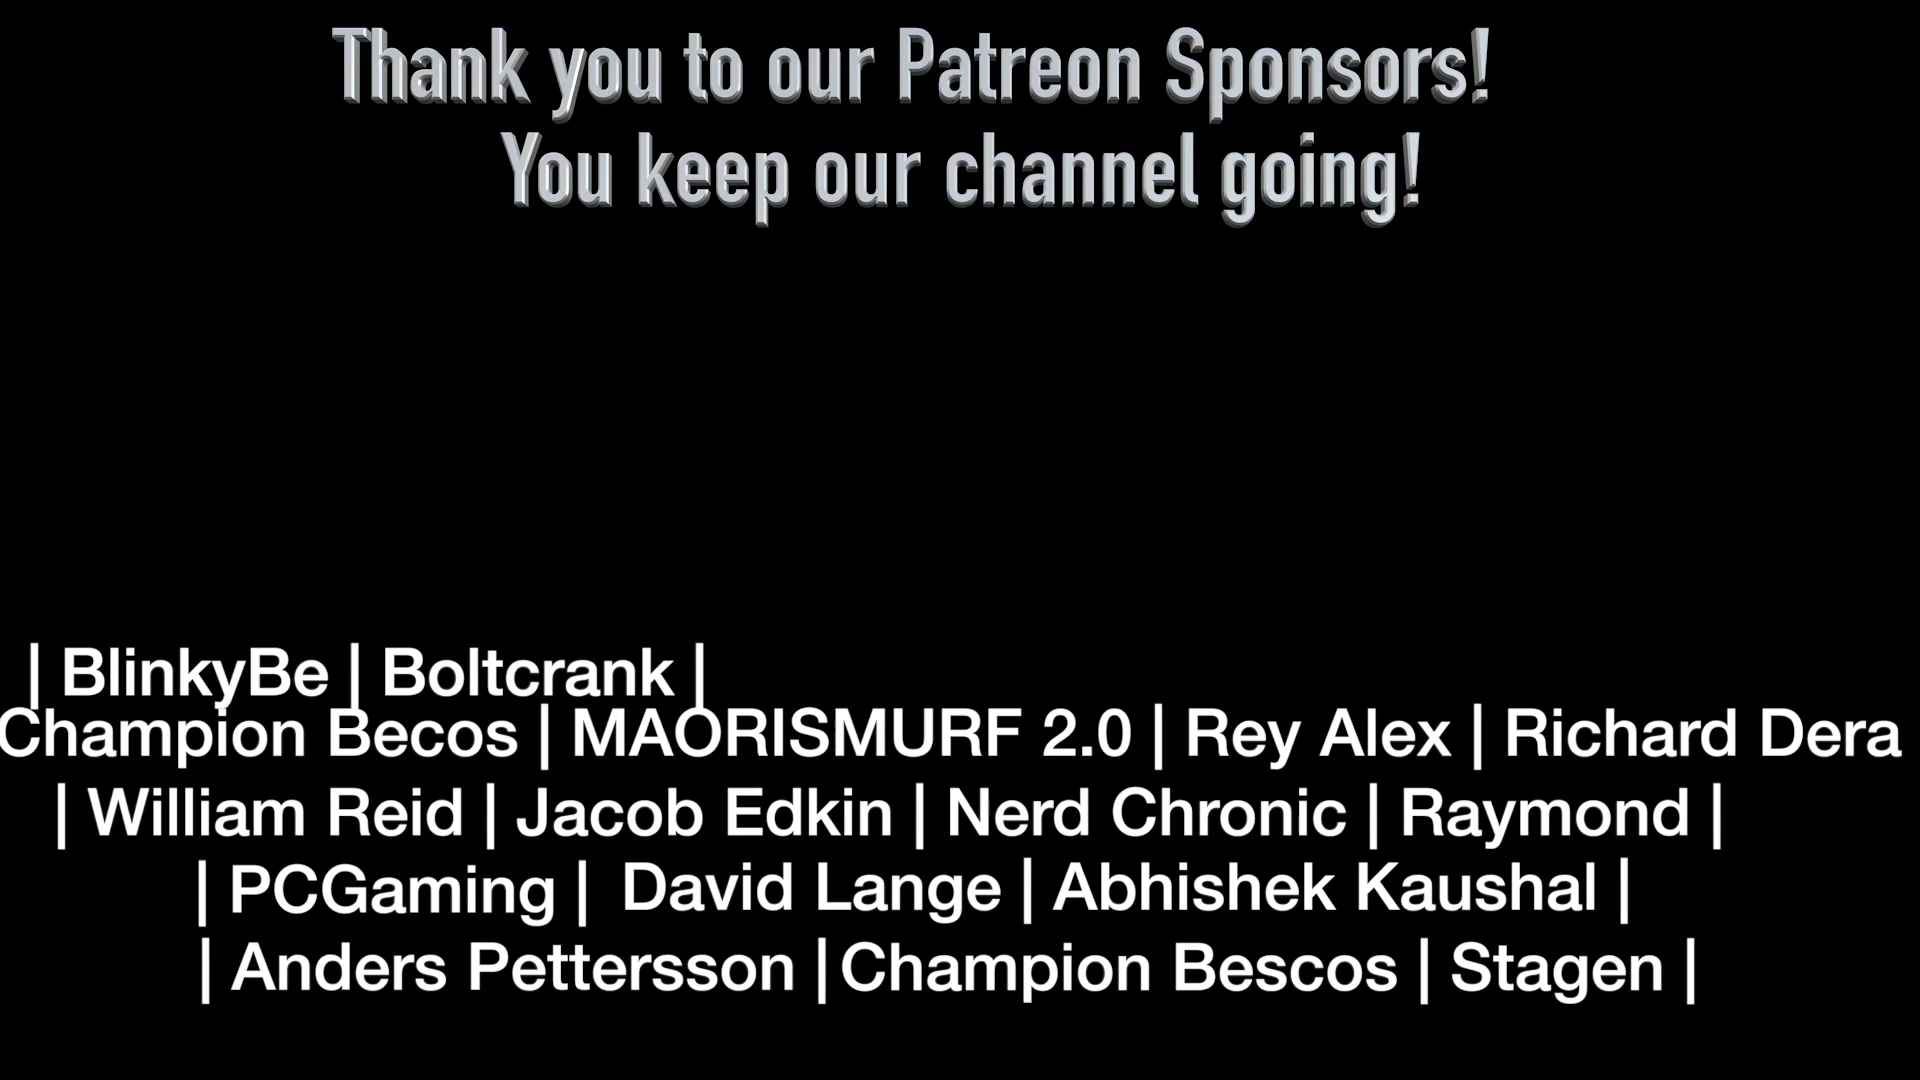 Thank you to our Patreon Sponsors!
You keep our channel going!
| BlinkyBe | Boltcrank |
Champion Becos | MAORISMURF 2.0 | Rey Alex | Richard Dera
| William Reid | Jacob Edkin | Nerd Chronic | Raymond |
| PCGaming | David Lange | Abhishek Kaushal |
| Anders Pettersson | Champion Bescos | Stagen |